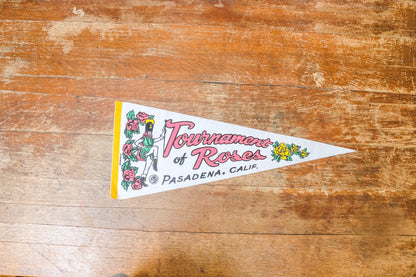 Tournament
of Roses
PASADENA, CALIF.